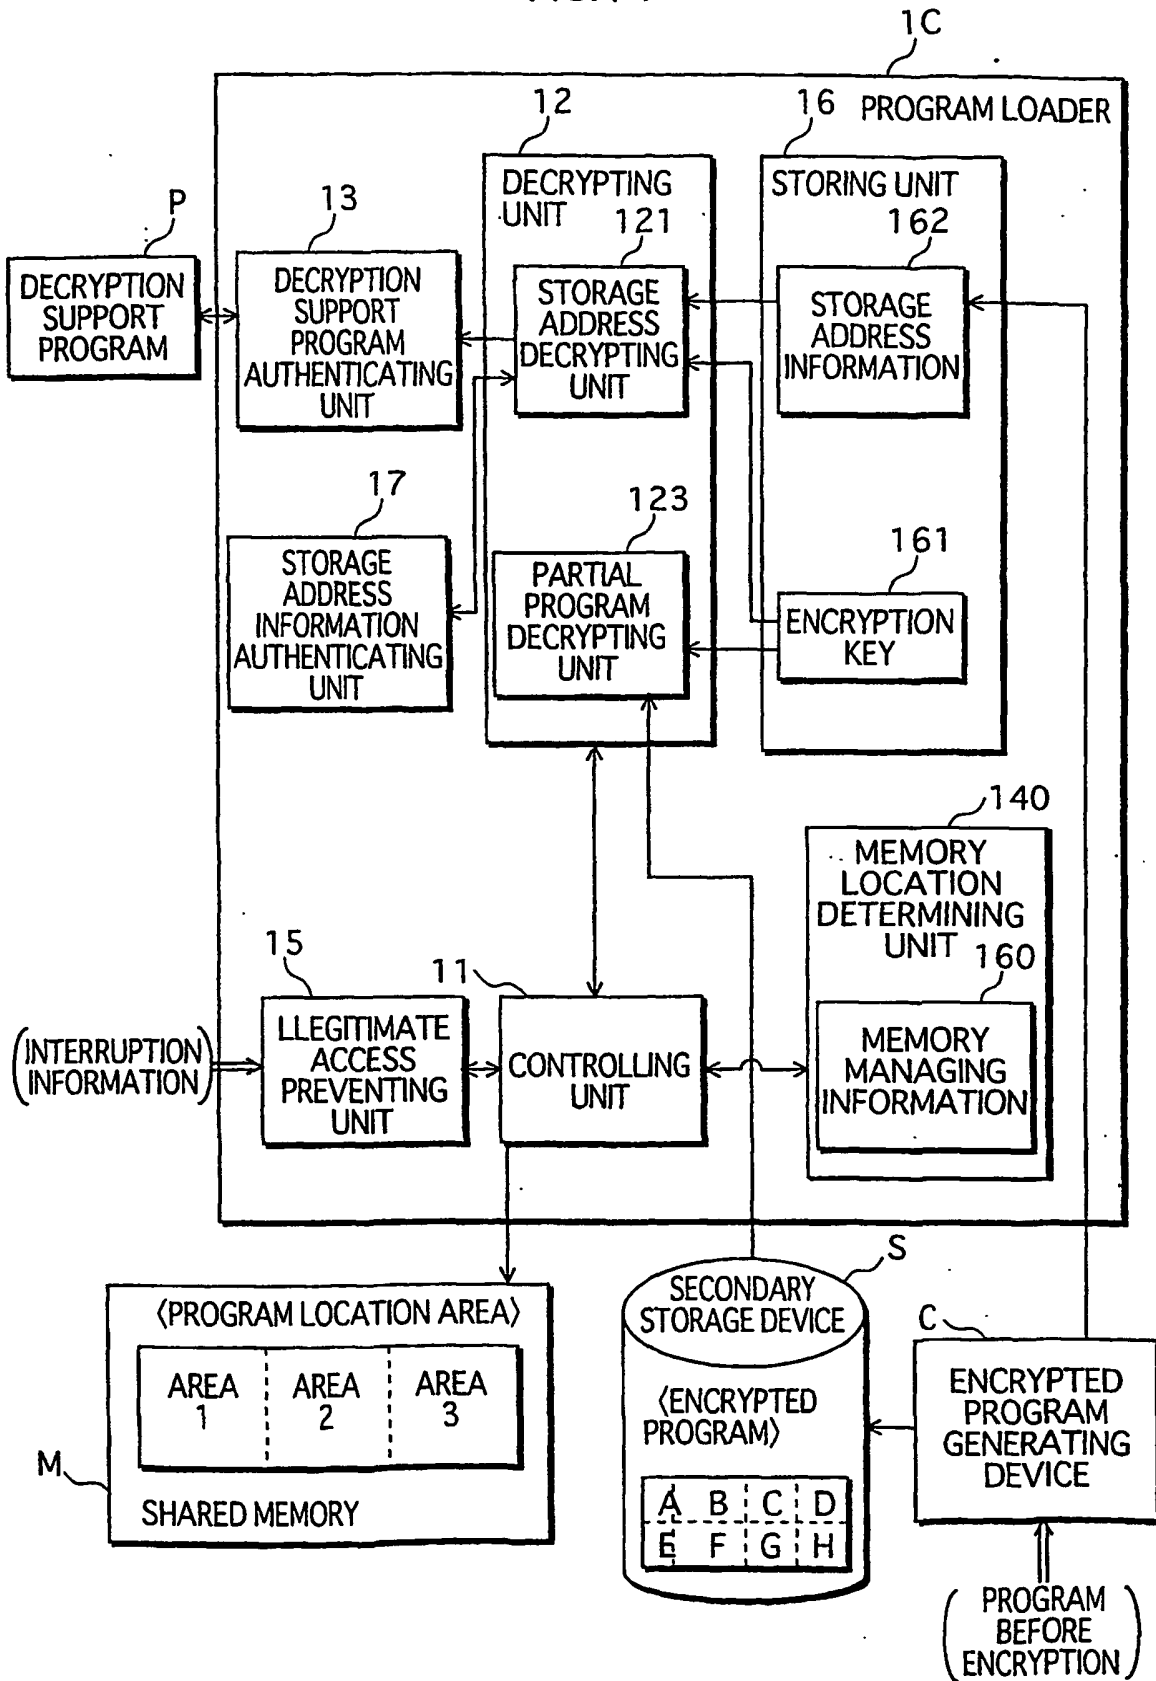 1C
PROGRAM LOADER
12
16
DECRYPTING
UNIT
STORING UNIT
P
13
121
162
DECRYPTION
SUPPORT
PROGRAM
DECRYPTION
SUPPORT
PROGRAM
AUTHENTICATING
UNIT
STORAGE
ADDRESS
DECRYPTING
UNIT
STORAGE
ADDRESS
INFORMATION
17
123
161
STORAGE
ADDRESS
INFORMATION
AUTHENTICATING
UNIT
PARTIAL
PROGRAM
DECRYPTING
UNIT
ENCRYPTION
KEY
140
MEMORY
LOCATION
DETERMINING
UNIT
15
11
160
(INTERRUPTION
INFORMATION)
LLEGITIMATE
ACCESS
PREVENTING
UNIT
CONTROLLING
UNIT
MEMORY
MANAGING
INFORMATION
S
〈PROGRAM LOCATION AREA〉
SECONDARY
STORAGE DEVICE
C
AREA
1
AREA
2
AREA
3
〈ENCRYPTED
PROGRAM〉
ENCRYPTED
PROGRAM
GENERATING
DEVICE
M
SHARED MEMORY
A B C D
E F G H
(PROGRAM
BEFORE
ENCRYPTION)